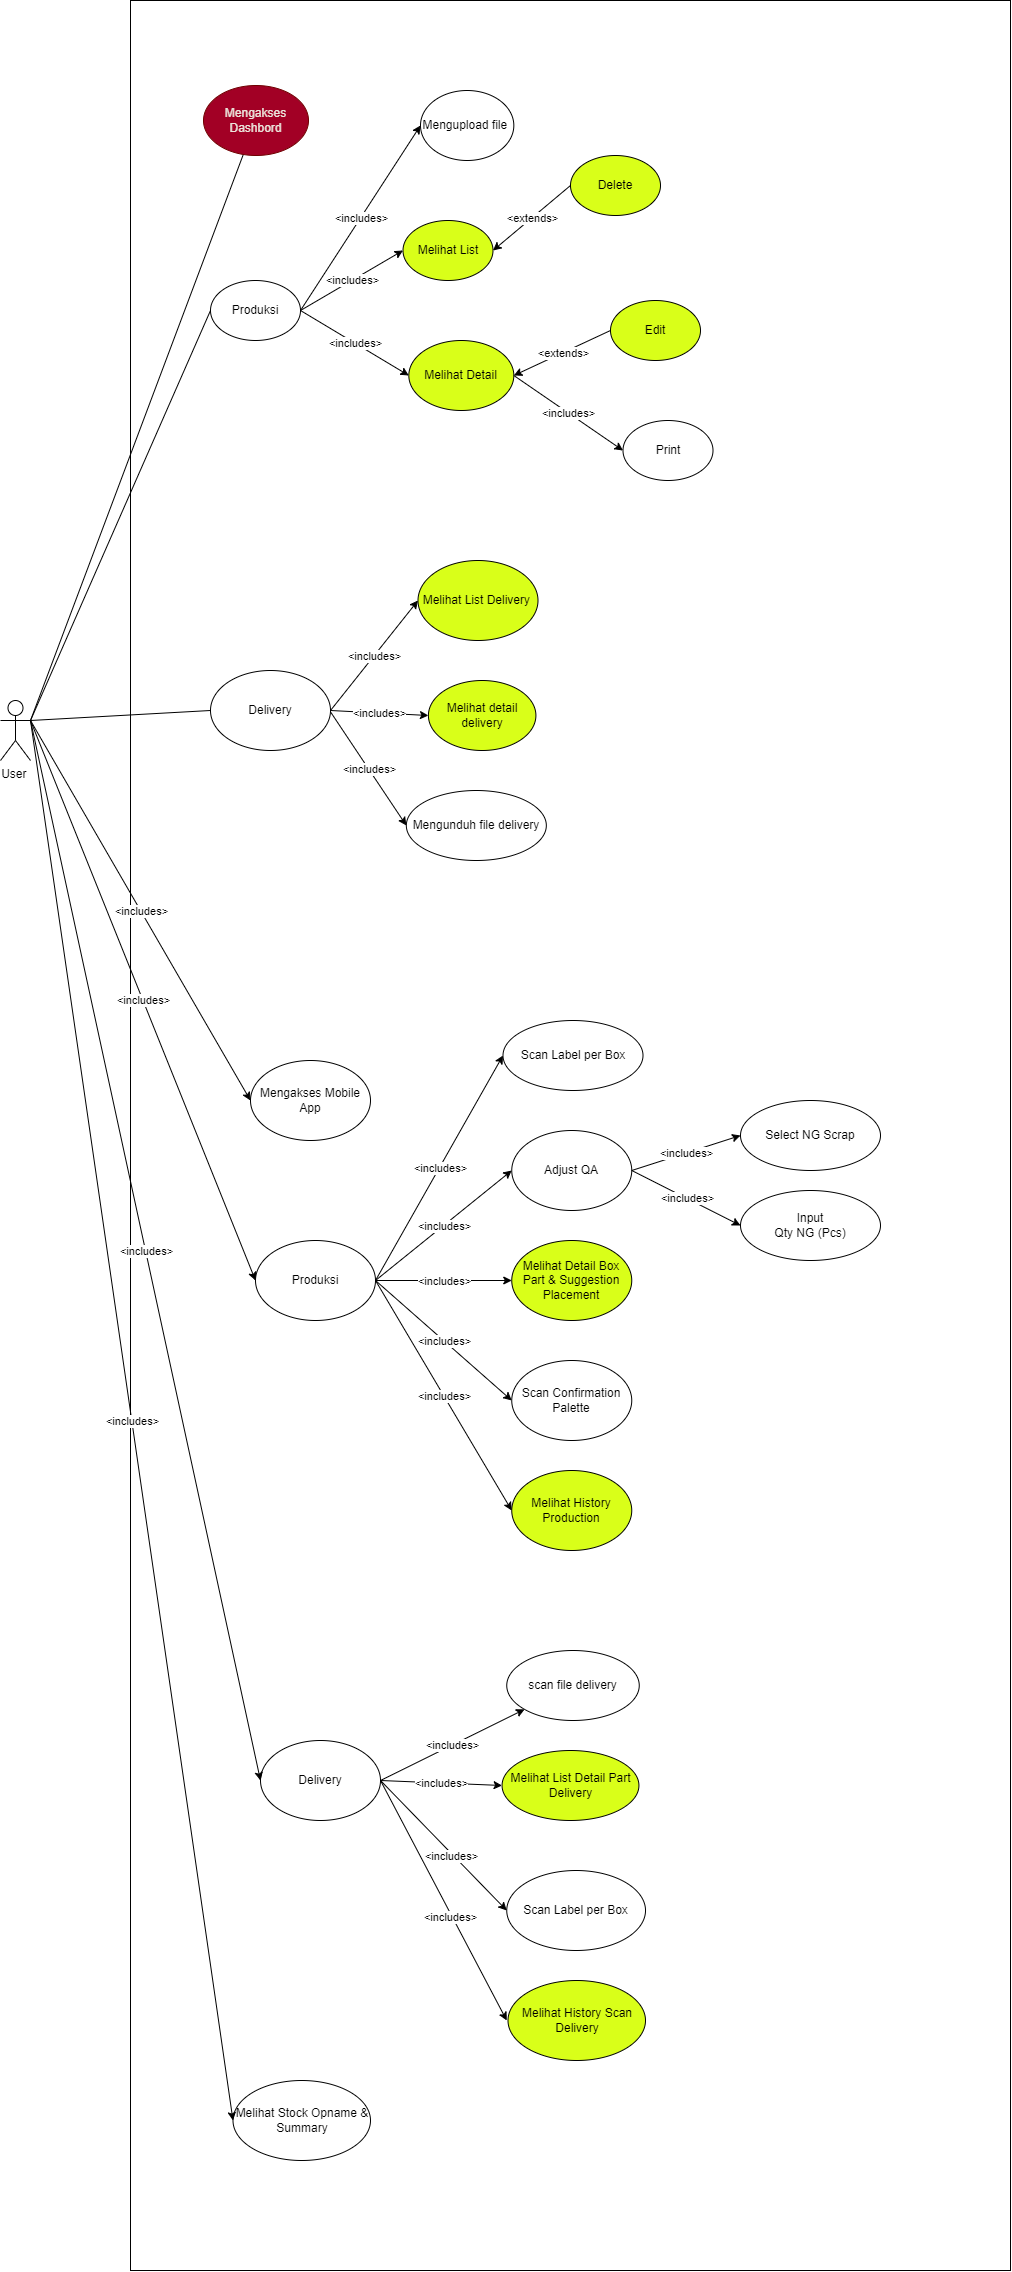 Mengakses
Dashbord
Mengupload file
Delete
<includes>
<extends>
Melihat List
<includes>
Produksi
Edit
<includes>
<extends>
Melihat Detail
<includes>
Print
Melihat List Delivery
<includes>
Delivery
Melihat detail
delivery
<includes>
<includes>
Mengunduh file delivery
User
<includes>
<includes>
Mengakses Mobile
App
Scan Label per Box
Select NG Scrap
<includes>
<includes>
Adjust QA
<includes>
Input
Qty NG (Pcs)
<includes>
<includes>
Produksi
<includes>
Melihat Detail Box
Part & Suggestion
Placement
<includes>
Scan Confirmation
Palette
<includes>
<includes>
Melihat History
Production
scan file delivery
<includes>
Delivery
<includes>
Melihat List Detail Part
Delivery
<includes>
Scan Label per Box
<includes>
Melihat History Scan
Delivery
Melihat Stock Opname &
Summary